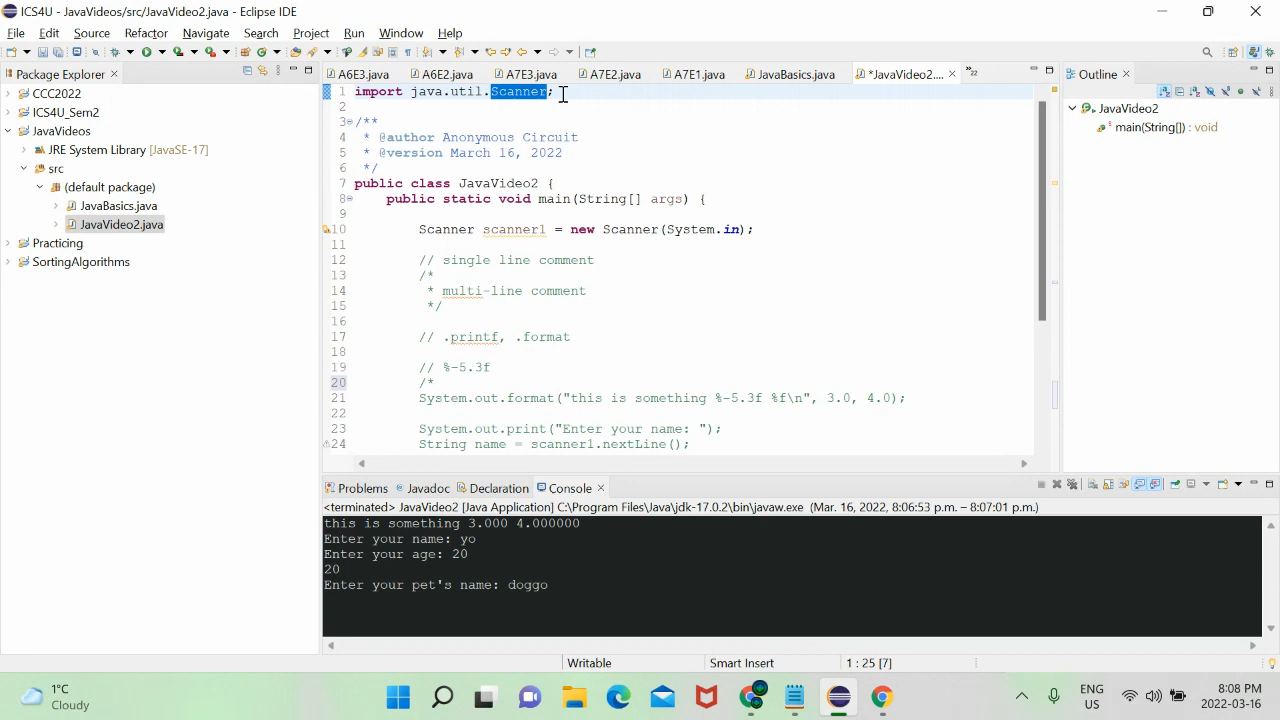 JavaVideos/src/JavaVideo2.java - Eclipse IDE
File Edit Source Refactor Navigate Search Project Run Window Help
Package Explorer
A6E3.java A6E2.java A7E3.java A7E2.java A7E1.java JavaBasics.java *JavaVideo2.... »22
Outline
CCC2022
ICS4U_Sem2
JavaVideos
JRE System Library [JavaSE-17]
src
(default package)
JavaBasics.java
JavaVideo2.java
Practicing
SortingAlgorithms
1 import java.util.Scanner;
2
3 /**
4 * @author Anonymous Circuit
5 * @version March 16, 2022
6 */
7 public class JavaVideo2 {
8 public static void main(String[] args) {
9
10 Scanner scanner1 = new Scanner(System.in);
11
12 // single line comment
13 /*
14 * multi-line comment
15 */
16
17 // .printf, .format
18
19 // %-5.3f
20 /*
21 System.out.format("this is something %-5.3f %f\n", 3.0, 4.0);
22
23 System.out.print("Enter your name: ");
24 String name = scanner1.nextLine();
JavaVideo2
main(String[]) : void
Problems Javadoc Declaration Console
<terminated> JavaVideo2 [Java Application] C:\Program Files\Java\jdk-17.0.2\bin\javaw.exe (Mar. 16, 2022, 8:06:53 p.m. – 8:07:01 p.m.)
this is something 3.000 4.000000
Enter your name: yo
Enter your age: 20
20
Enter your pet's name: doggo
Writable Smart Insert 1 : 25 [7]
1°C
Cloudy
ENG
US
8:08 PM
2022-03-16